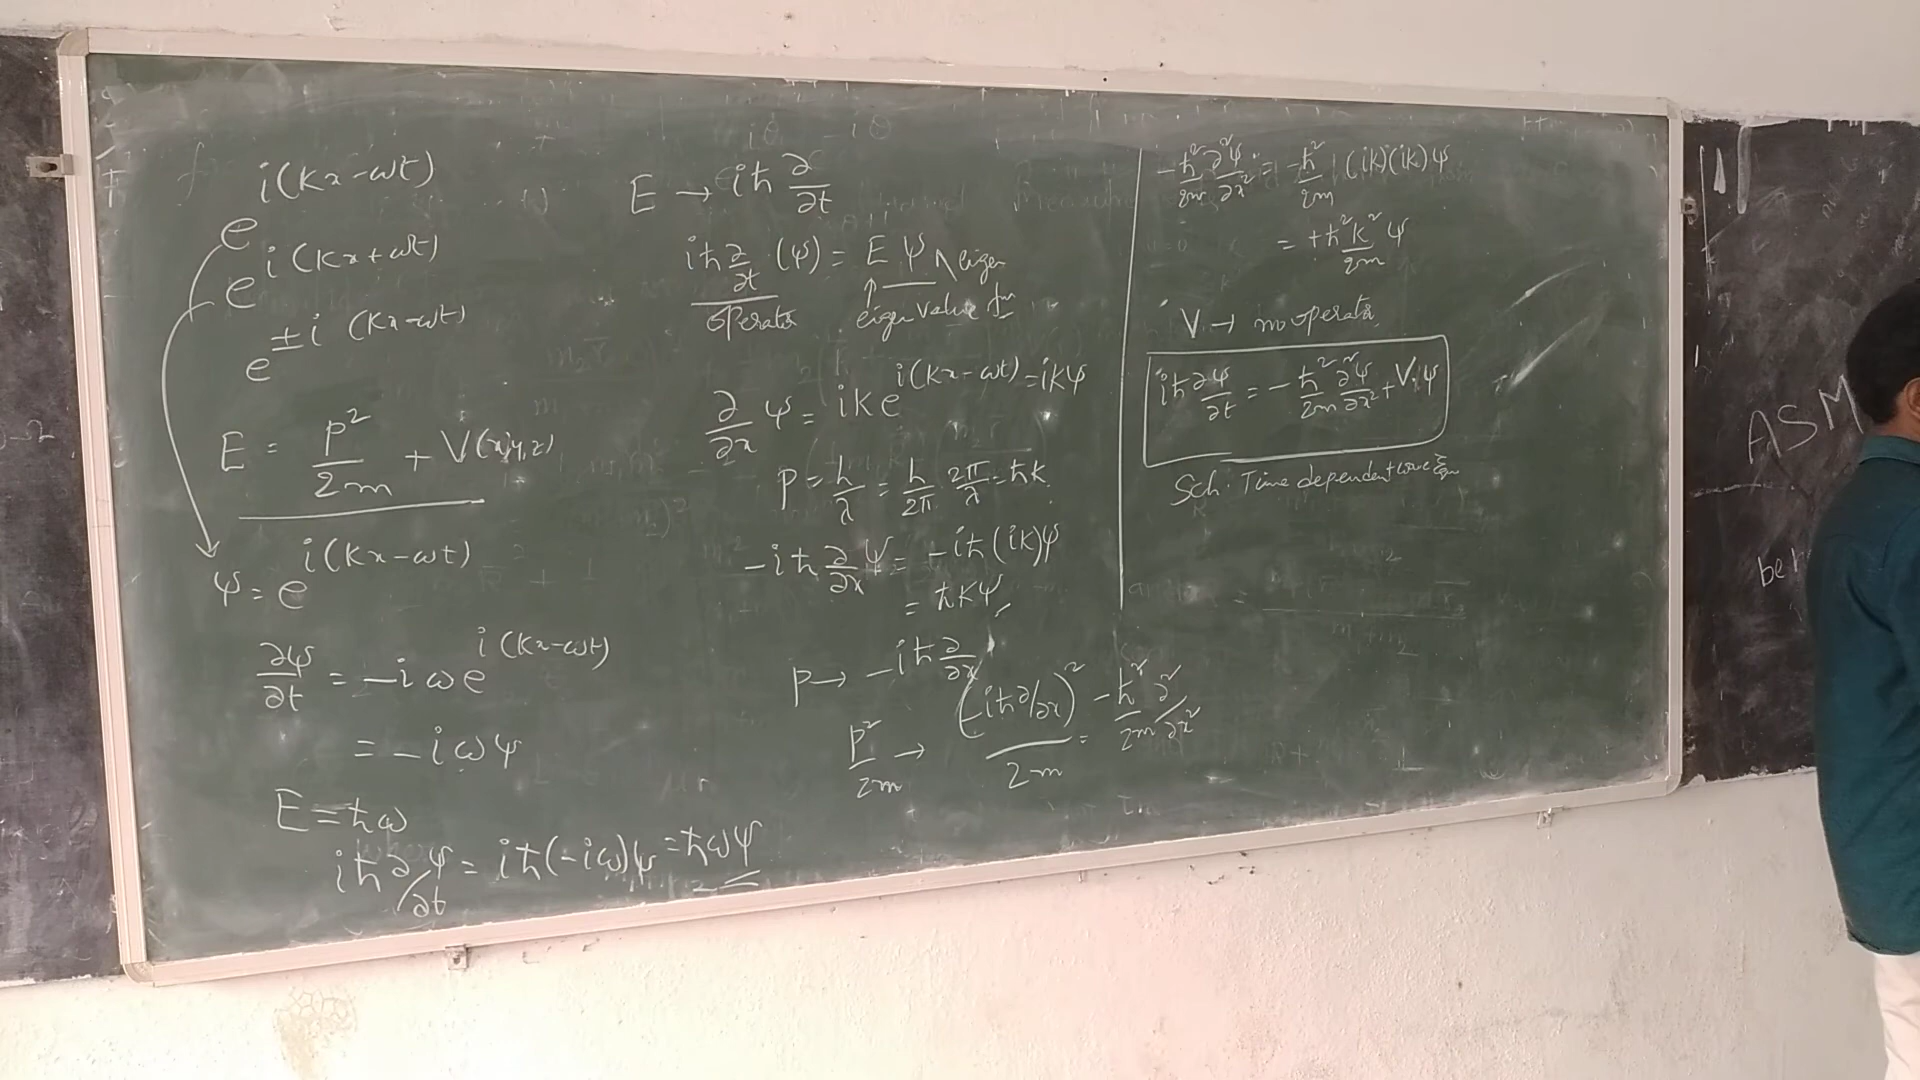 e^{i(kx-ωt)}
e^{i(kx+ωt)}
e^{±i(kx-ωt)}
E = p²/2m + V(x,y,z)
ψ = e^{i(kx-ωt)}
∂ψ/∂t = -iωe^{i(kx-ωt)}
= -iωψ
E = ħω
iħ∂ψ/∂t = iħ(-iω)ψ = ħωψ
E → iħ ∂/∂t
iħ ∂/∂t (ψ) = Eψ eigen
operator eigen value fn
∂/∂x ψ = ike^{i(kx-ωt)} = ikψ
p = h/λ = h/2π 2π/λ = ħk
-iħ ∂/∂x ψ = -iħ(ik)ψ
= ħkψ
p → -iħ ∂/∂x
p²/2m → (-iħ∂/∂x)²/2m = -ħ²/2m ∂²/∂x²
-ħ²/2m ∂²ψ/∂x² = -ħ²/2m (ik)(ik)ψ
= +ħ²k²/2m ψ
V → no operator
iħ ∂ψ/∂t = -ħ²/2m ∂²ψ/∂x² + V·ψ
Sch. Time dependent wave Eqn
ASM
be